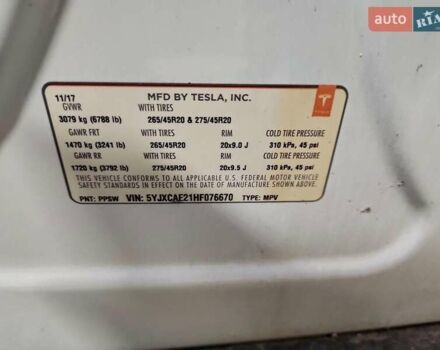 auto RIA
11/17 MFD BY TESLA, INC.
GVWR WITH TIRES
3079 kg (6788 lb) 265/45R20 & 275/45R20
GAWR FRT WITH TIRES RIM COLD TIRE PRESSURE
1470 kg (3241 lb) 265/45R20 20x9.0 J 310 kPa, 45 psi
GAWR RR WITH TIRES RIM COLD TIRE PRESSURE
1720 kg (3792 lb) 275/45R20 20x9.5 J 310 kPa, 45 psi
THIS VEHICLE CONFORMS TO ALL APPLICABLE U.S. FEDERAL MOTOR VEHICLE
SAFETY STANDARDS IN EFFECT ON THE DATE OF MANUFACTURE SHOWN ABOVE.
PNT: PPSW VIN: 5YJXCAE21HF076670 TYPE: MPV